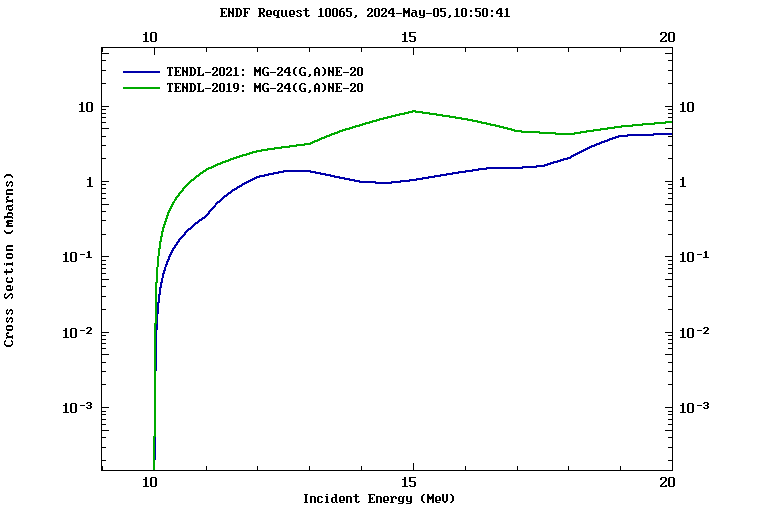 ENDF Request 10065, 2024-May-05,10:50:41
10 15 20
TENDL-2021: MG-24(G,A)NE-20
TENDL-2019: MG-24(G,A)NE-20
10 10
1 1
10⁻¹ 10⁻¹
10⁻² 10⁻²
10⁻³ 10⁻³
Cross Section (mbarns)
10 15 20
Incident Energy (MeV)